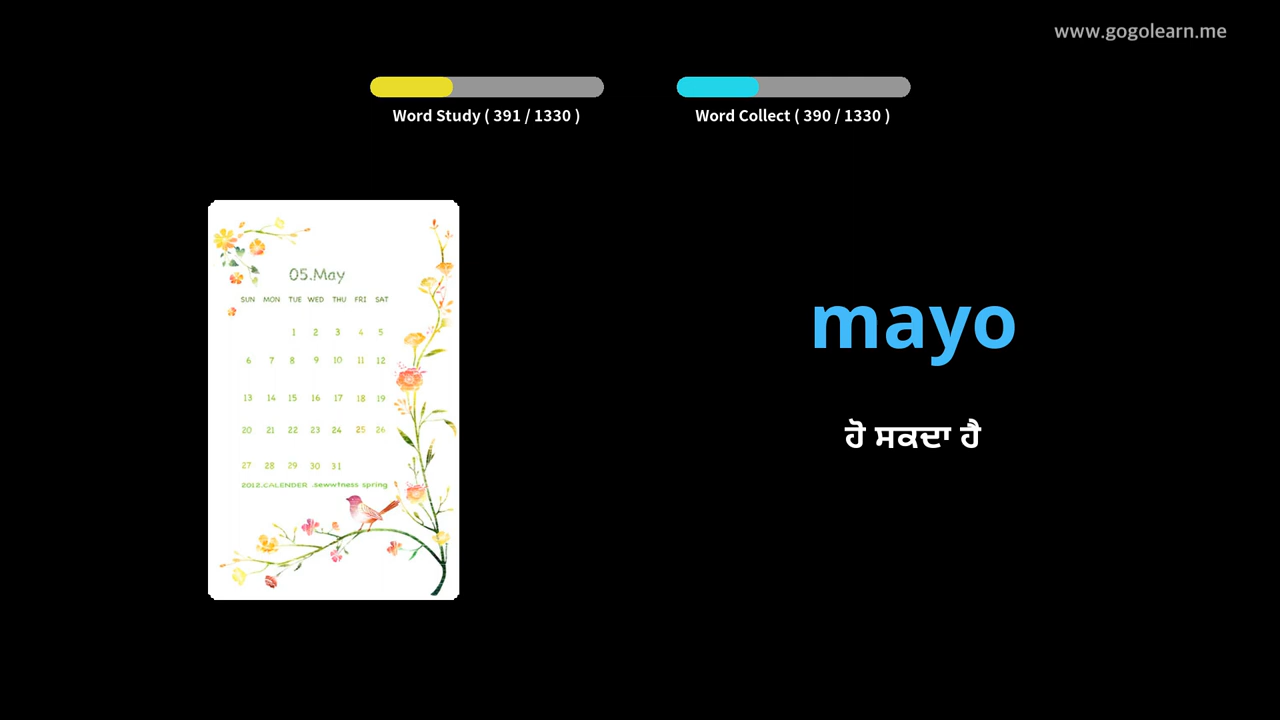 www.gogolearn.me
Word Study ( 391 / 1330 )
Word Collect ( 390 / 1330 )
05.May
SUN MON TUE WED THU FRI SAT
1 2 3 4 5
6 7 8 9 10 11 12
13 14 15 16 17 18 19
20 21 22 23 24 25 26
27 28 29 30 31
2012.CALENDER .sewwtness spring
mayo
ਹੋ ਸਕਦਾ ਹੈ